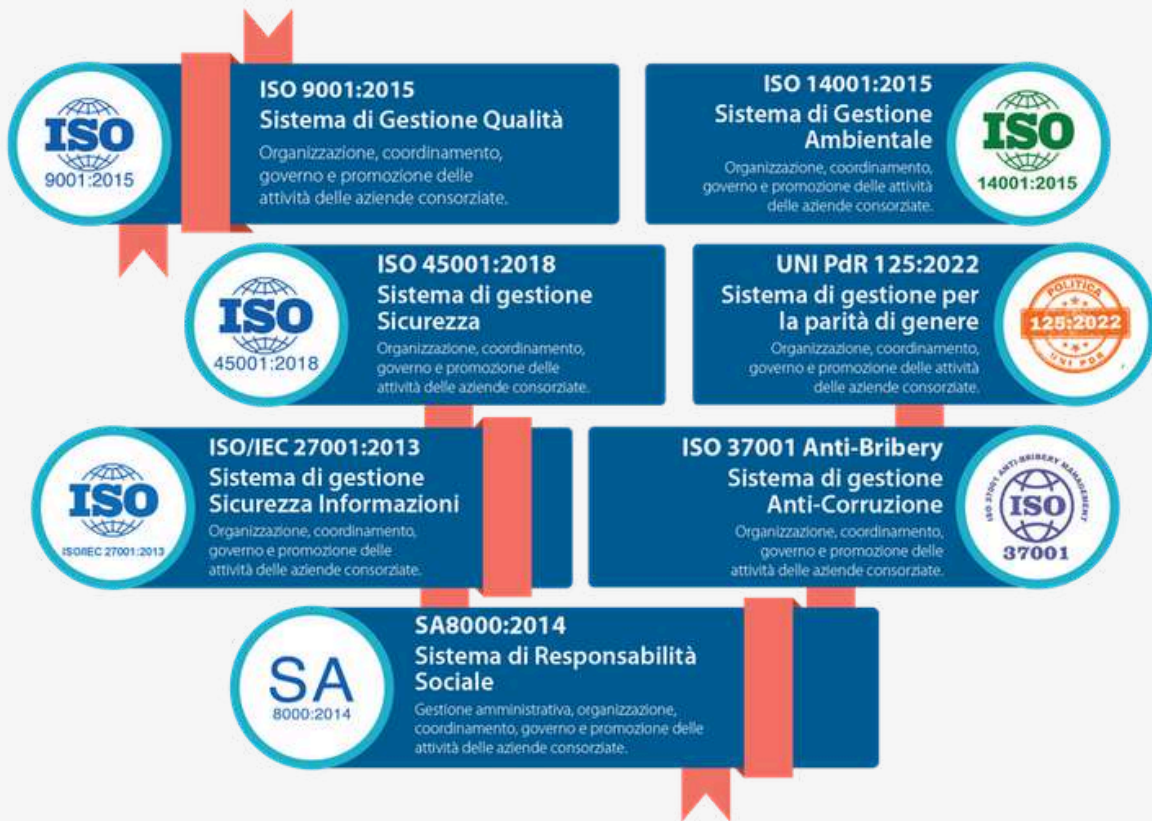 ISO
9001:2015
ISO 9001:2015
Sistema di Gestione Qualità
Organizzazione, coordinamento,
governo e promozione delle
attività delle aziende consorziate.
ISO 14001:2015
Sistema di Gestione
Ambientale
Organizzazione, coordinamento,
governo e promozione delle attività
delle aziende consorziate.
ISO
14001:2015
ISO
45001:2018
ISO 45001:2018
Sistema di gestione
Sicurezza
Organizzazione, coordinamento,
governo e promozione delle
attività delle aziende consorziate.
UNI PdR 125:2022
Sistema di gestione per
la parità di genere
Organizzazione, coordinamento,
governo e promozione delle attività
delle aziende consorziate.
POLITICA
125:2022
UNI PDR
ISO
ISO/IEC 27001:2013
ISO/IEC 27001:2013
Sistema di gestione
Sicurezza Informazioni
Organizzazione, coordinamento,
governo e promozione delle
attività delle aziende consorziate.
ISO 37001 Anti-Bribery
Sistema di gestione
Anti-Corruzione
Organizzazione, coordinamento,
governo e promozione delle
attività delle aziende consorziate.
ISO 37001 ANTI-BRIBERY MANAGEMENT
ISO
37001
SA
8000:2014
SA8000:2014
Sistema di Responsabilità
Sociale
Gestione amministrativa, organizzazione,
coordinamento, governo e promozione delle
attività delle aziende consorziate.